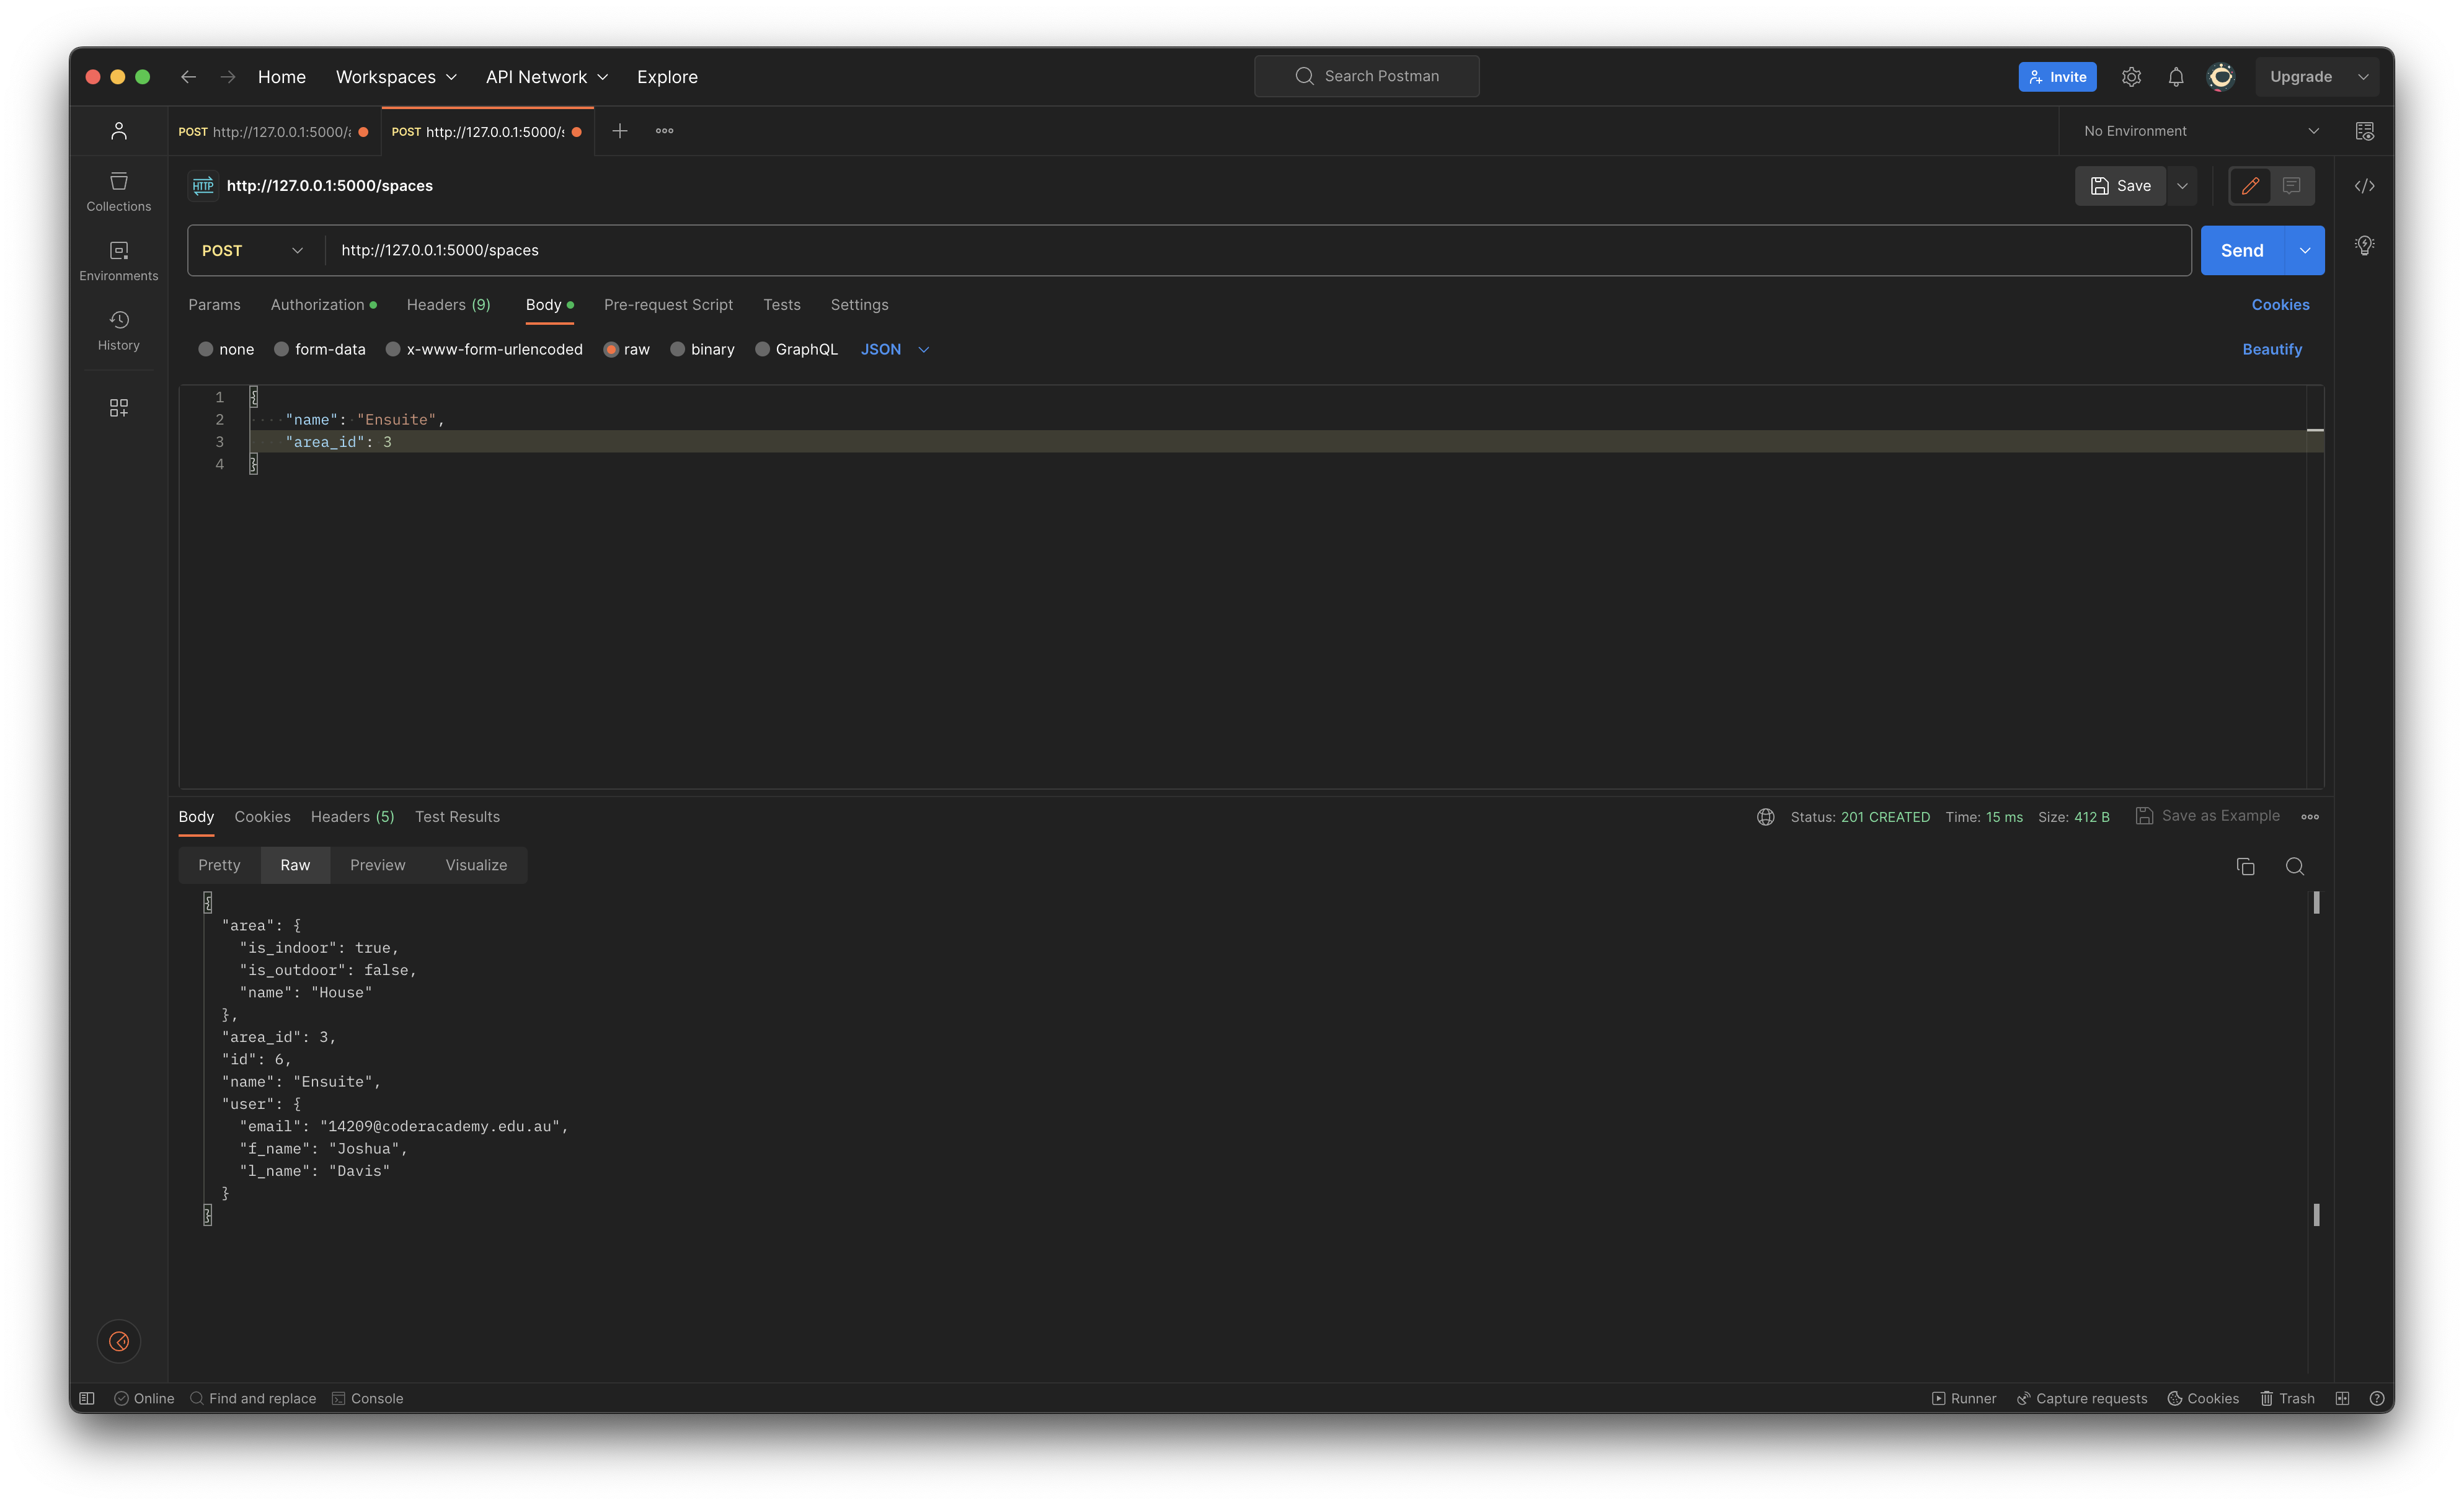 Home Workspaces API Network Explore Search Postman Invite Upgrade
POST http://127.0.0.1:5000/ POST http://127.0.0.1:5000/ No Environment
HTTP http://127.0.0.1:5000/spaces Save
Collections
POST http://127.0.0.1:5000/spaces Send
Environments
Params Authorization Headers (9) Body Pre-request Script Tests Settings Cookies
History
none form-data x-www-form-urlencoded raw binary GraphQL JSON Beautify
1 {
2 "name": "Ensuite",
3 "area_id": 3
4 }
Body Cookies Headers (5) Test Results Status: 201 CREATED Time: 15 ms Size: 412 B Save as Example
Pretty Raw Preview Visualize
{
"area": {
"is_indoor": true,
"is_outdoor": false,
"name": "House"
},
"area_id": 3,
"id": 6,
"name": "Ensuite",
"user": {
"email": "14209@coderacademy.edu.au",
"f_name": "Joshua",
"l_name": "Davis"
}
}
Online Find and replace Console Runner Capture requests Cookies Trash